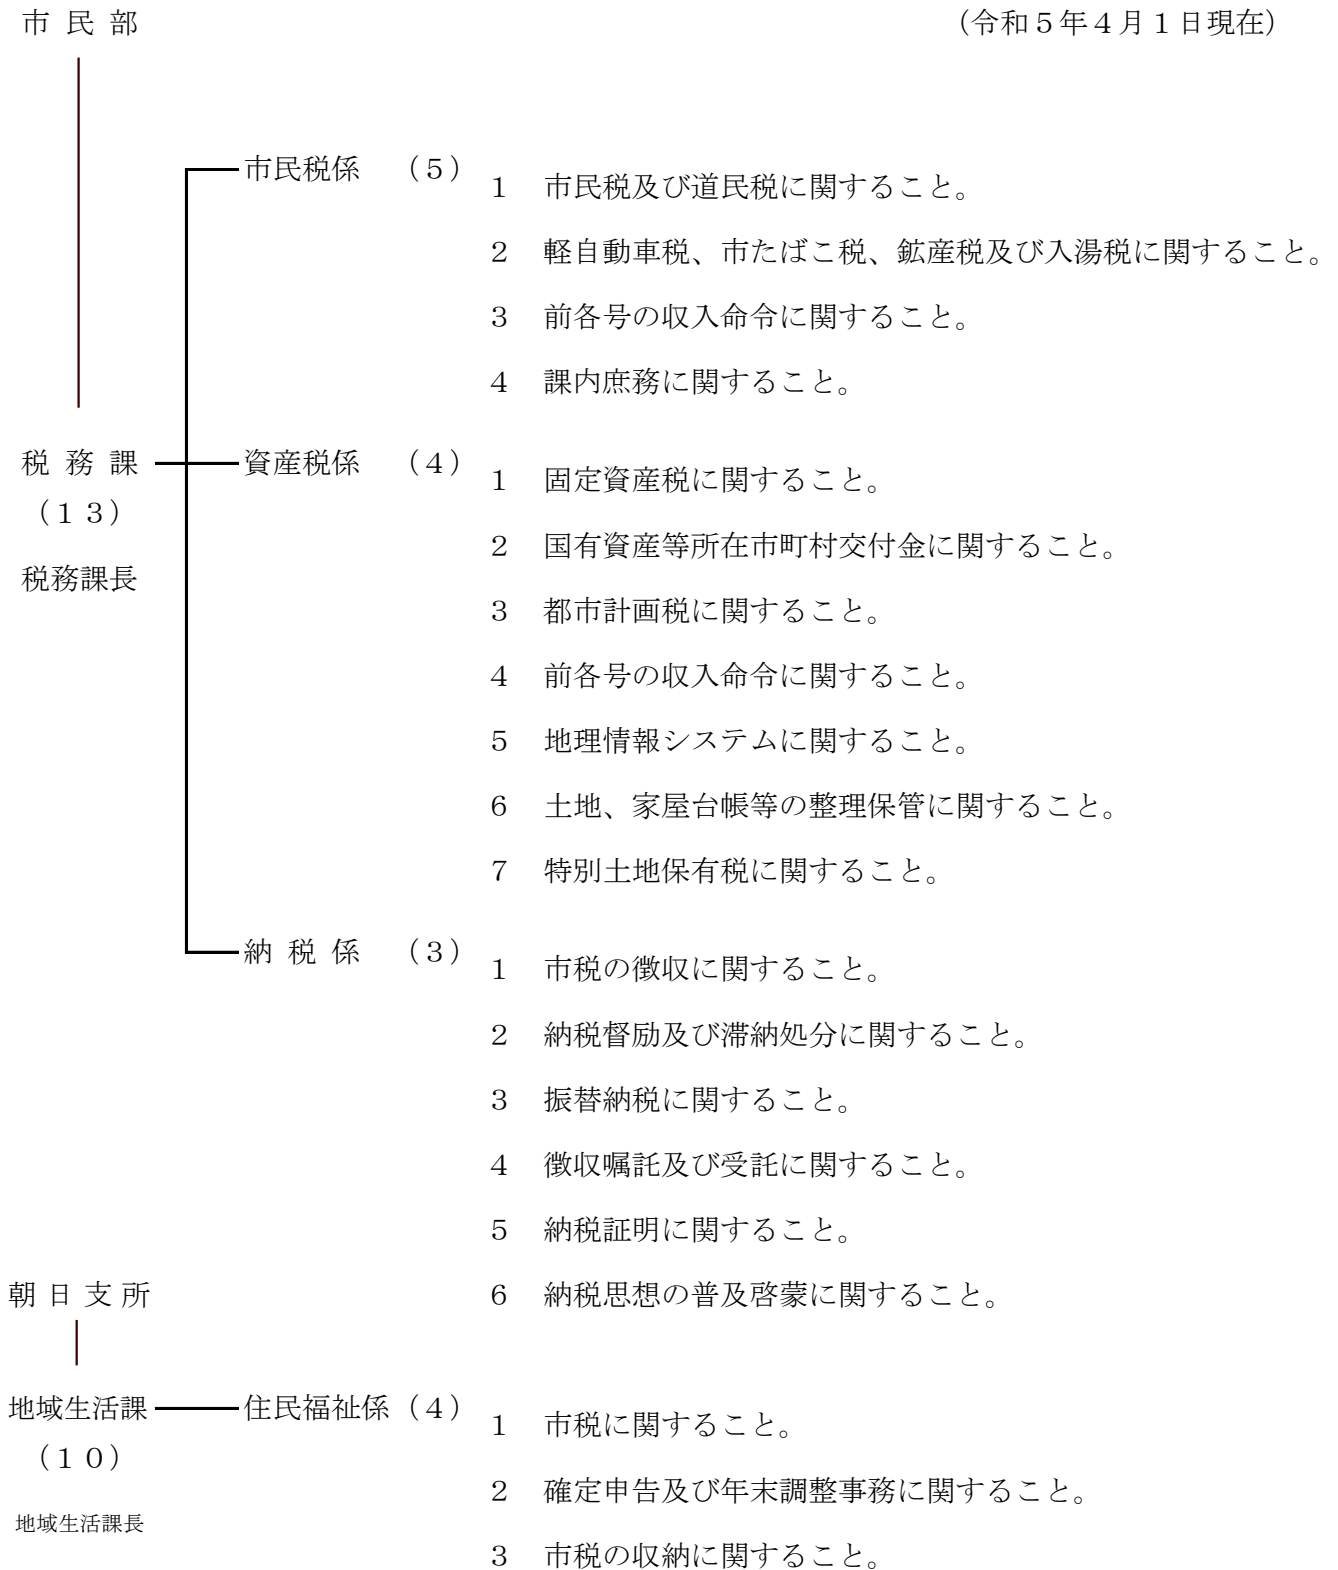 市 民 部　（令和５年４月１日現在）
市民税係　（５）
１　市民税及び道民税に関すること。
２　軽自動車税、市たばこ税、鉱産税及び入湯税に関すること。
３　前各号の収入命令に関すること。
４　課内庶務に関すること。
税 務 課
（１３）
税務課長
資産税係　（４）
１　固定資産税に関すること。
２　国有資産等所在市町村交付金に関すること。
３　都市計画税に関すること。
４　前各号の収入命令に関すること。
５　地理情報システムに関すること。
６　土地、家屋台帳等の整理保管に関すること。
７　特別土地保有税に関すること。
納 税 係　（３）
１　市税の徴収に関すること。
２　納税督励及び滞納処分に関すること。
３　振替納税に関すること。
４　徴収嘱託及び受託に関すること。
５　納税証明に関すること。
６　納税思想の普及啓蒙に関すること。
朝 日 支 所
地域生活課
（１０）
地域生活課長
住民福祉係（４）
１　市税に関すること。
２　確定申告及び年末調整事務に関すること。
３　市税の収納に関すること。